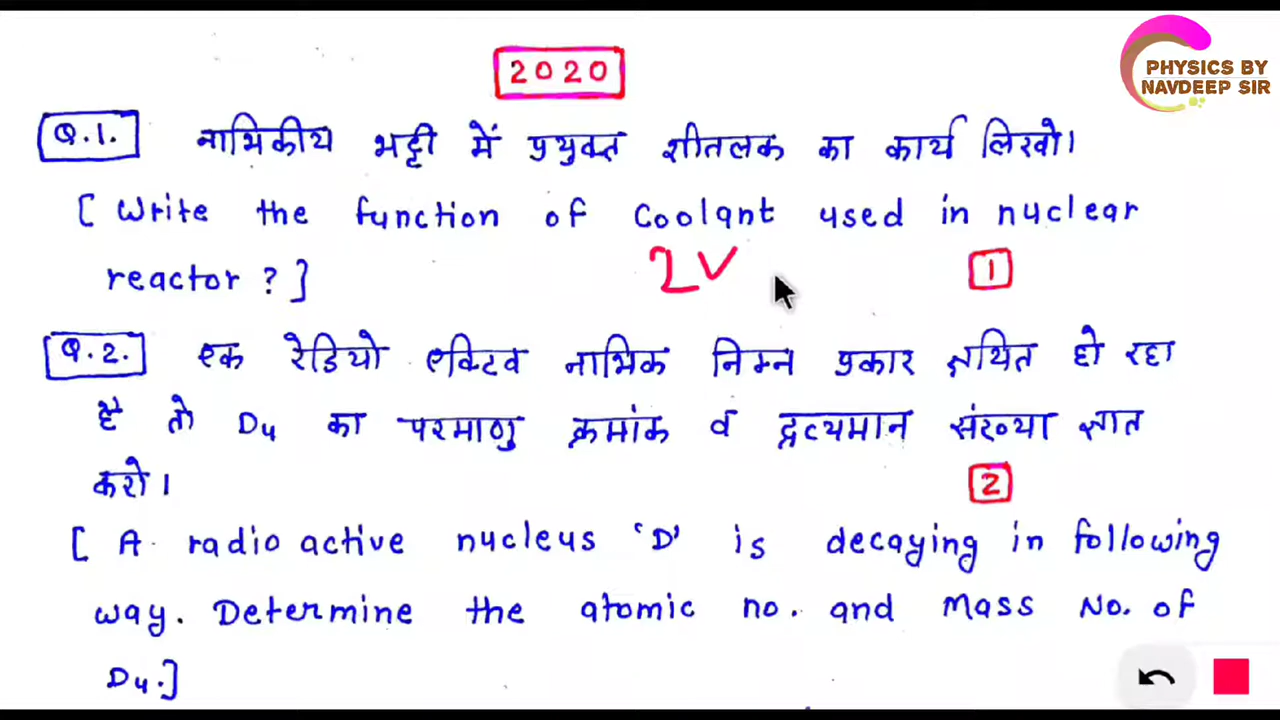 2020
PHYSICS BY
NAVDEEP SIR
Q.1. नाभिकीय भट्टी में प्रयुक्त शीतलक का कार्य लिखो।
[ Write the function of Coolant used in nuclear
reactor ? ] 2✓ 1
Q.2. एक रेडियो एक्टिव नाभिक निम्न प्रकार क्षयित हो रहा
है तो D4 का परमाणु क्रमांक व द्रव्यमान संख्या ज्ञात
करो। 2
[ A radio active nucleus 'D' is decaying in following
way. Determine the atomic no. and Mass No. of
D4.]